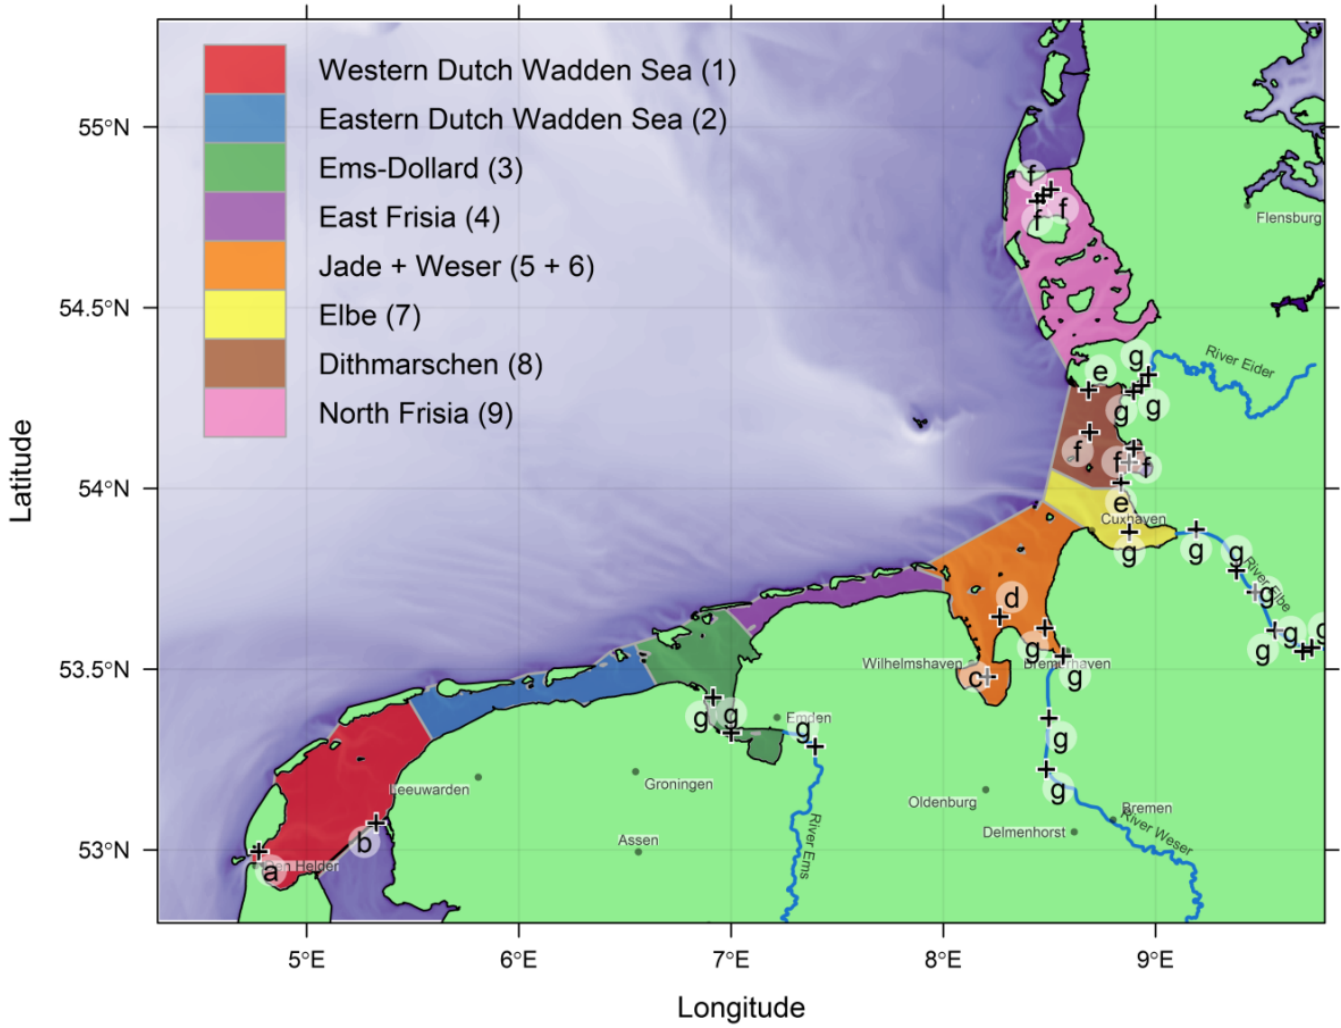 Western Dutch Wadden Sea (1)
Eastern Dutch Wadden Sea (2)
Ems-Dollard (3)
East Frisia (4)
Jade + Weser (5 + 6)
Elbe (7)
Dithmarschen (8)
North Frisia (9)
55°N
54.5°N
54°N
53.5°N
53°N
Latitude
5°E
6°E
7°E
8°E
9°E
Longitude
f
f
f
Flensburg
River Eider
g
e
g
g
f
f
f
e
Cuxhaven
g
g
g
River Elbe
g
g
g
g
d
g
Wilhelmshaven
Bremerhaven
c
g
g
g
g
g
g
Emden
Leeuwarden
Groningen
Oldenburg
Bremen
Delmenhorst
River Weser
Assen
River Ems
b
Den Helder
a